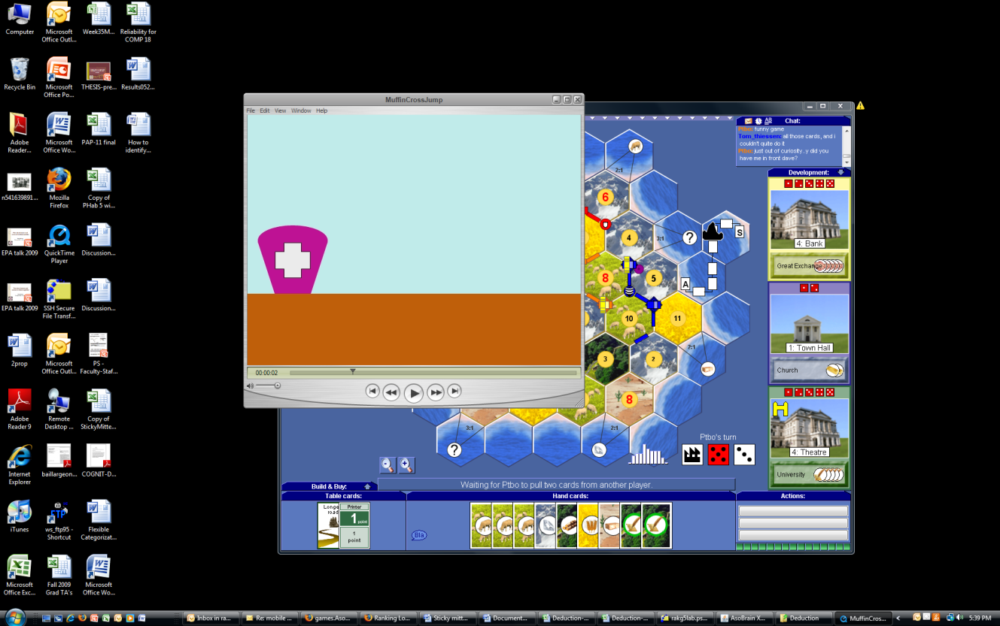 Computer
Microsoft
Office Outl...
Week35M...
Reliability for
COMP 18
Recycle Bin
Microsoft
Office Po...
THESIS-pre...
Results052...
Adobe
Reader...
Microsoft
Office Wo...
PAP-11 final
How to
identify...
n541639891...
Mozilla
Firefox
Copy of
PHab 5 wi...
EPA talk 2009
QuickTime
Player
Discussion...
EPA talk 2009
SSH Secure
File Transf...
Discussion...
2prop
Microsoft
Office Outl...
PS -
Faculty-Staf...
Adobe
Reader 9
Remote
Desktop ...
Copy of
StickyMitte...
Internet
Explorer
baillargeon...
COGNIT-D...
iTunes
ws_ftp95 -
Shortcut
Flexible
Categorizat...
Microsoft
Office Exc...
Fall 2009
Grad TA's
Microsoft
Office Wo...
MuffinCrossJump
File Edit View Window Help
00:00:02
Chat:
Ptbo: funny game
Tom_thiessen: all those cards, and i
couldn't quite do it
Ptbo: just out of curiosity..y did you
have me in front dave?
Development:
4: Bank
Great Exchange
1: Town Hall
Church
4: Theatre
University
2:1
6
4
3:1
?
S
8
5
A
10
11
2:1
3
2
8
3:1
2:1
?
Ptbo's turn
Waiting for Ptbo to pull two cards from another player.
Build & Buy:
Table cards:
Hand cards:
Actions:
Longe
road
Printer
1 point
1
point
Bla
Inbox in ra...
Re: mobile ...
games.Aso...
Ranking Lo...
Sticky mitt...
Document...
Deduction-...
Deduction-...
rakg5lab.ps...
AsoBrain X...
Deduction
MuffinCros...
5:39 PM